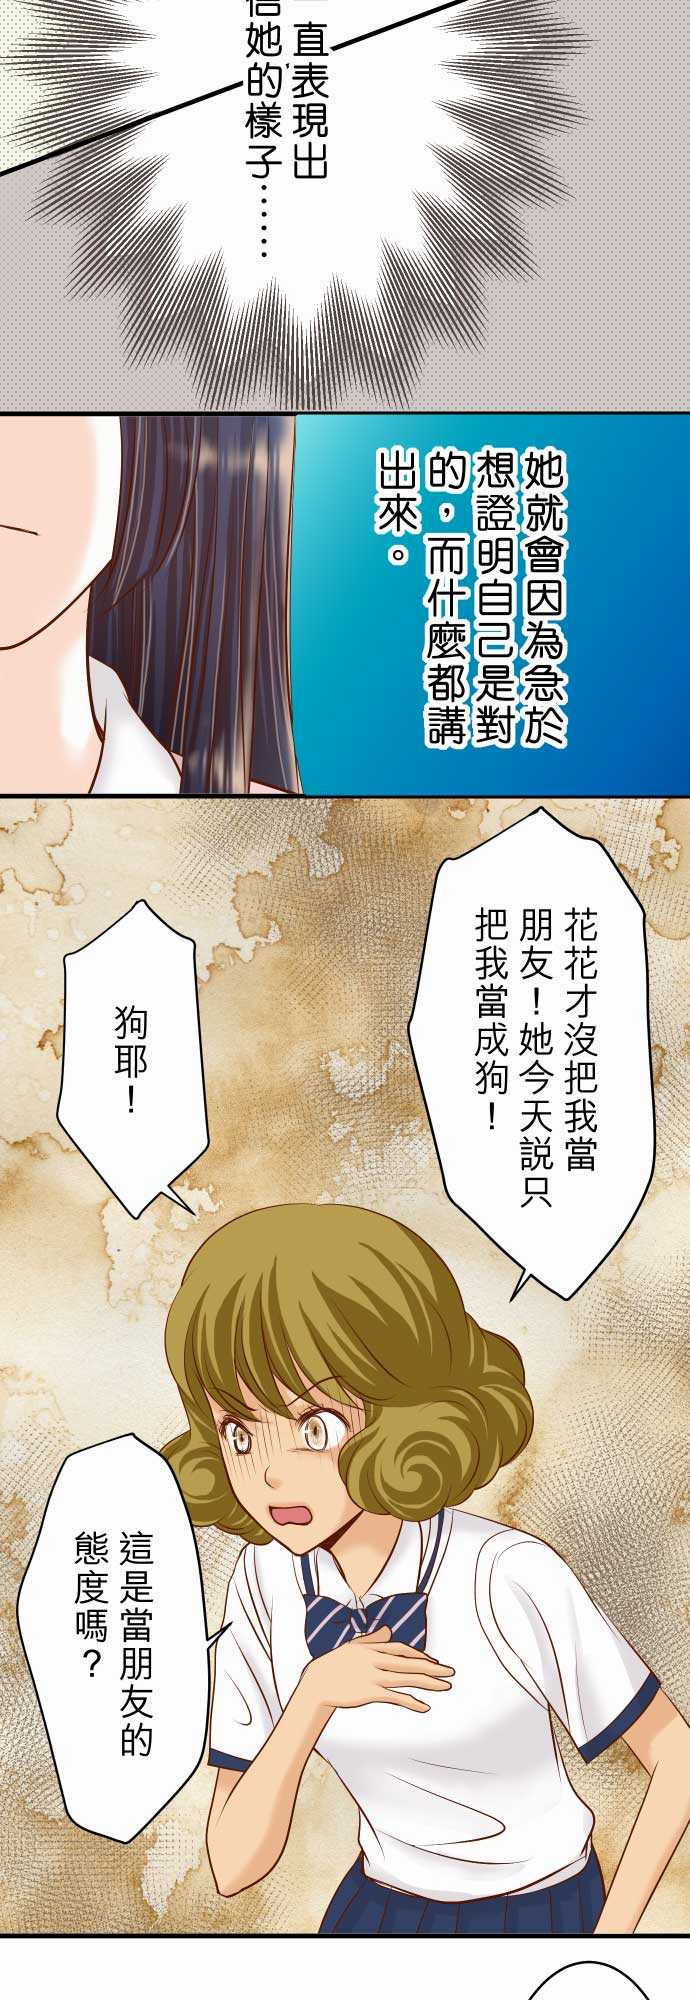 一直表現出
信她的樣子……
她就會因為急於
想證明自己是對
的，而什麼都講
出來。
花花才沒把我當
朋友！她今天說只
把我當成狗！
狗耶！
這是當朋友的
態度嗎？